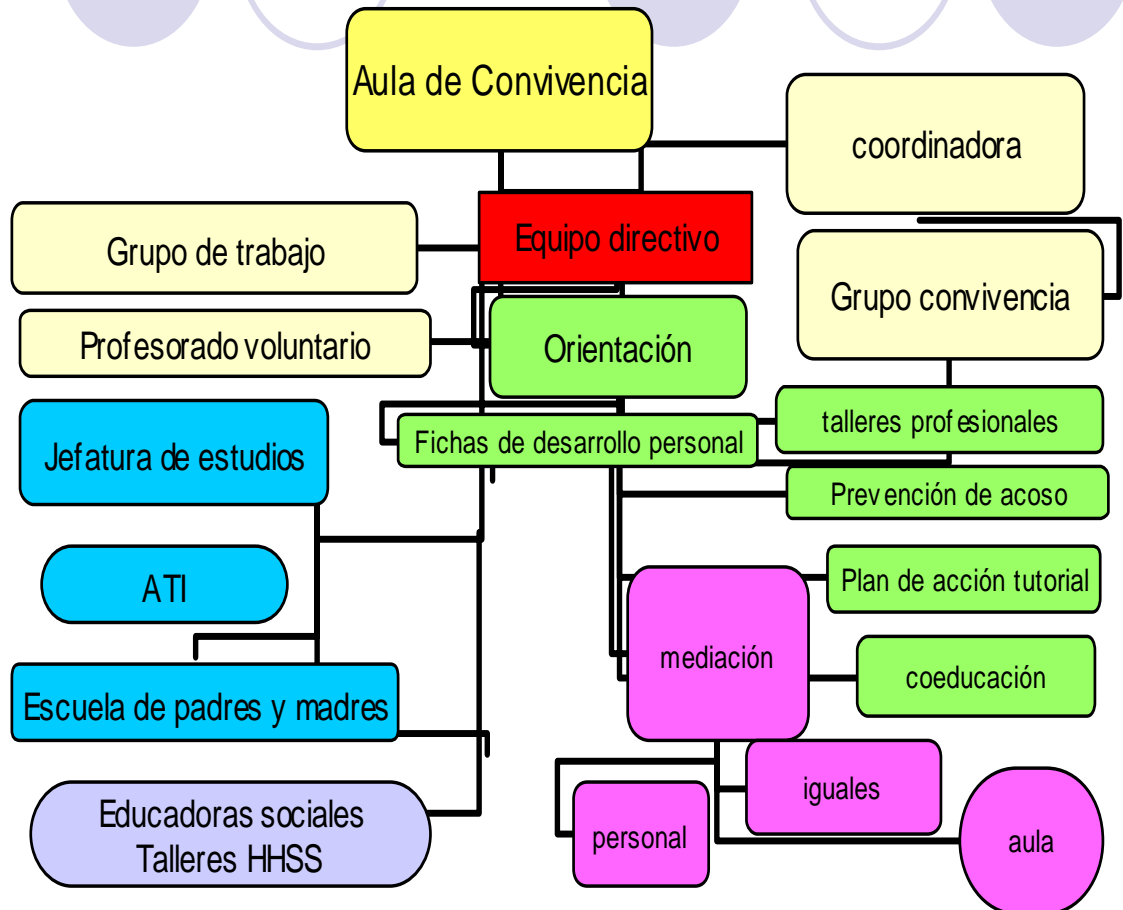 Aula de Convivencia
coordinadora
Equipo directivo
Grupo de trabajo
Grupo convivencia
Profesorado voluntario
Orientación
talleres profesionales
Fichas de desarrollo personal
Jefatura de estudios
Prevención de acoso
ATI
Plan de acción tutorial
mediación
coeducación
Escuela de padres y madres
iguales
Educadoras sociales
Talleres HHSS
personal
aula